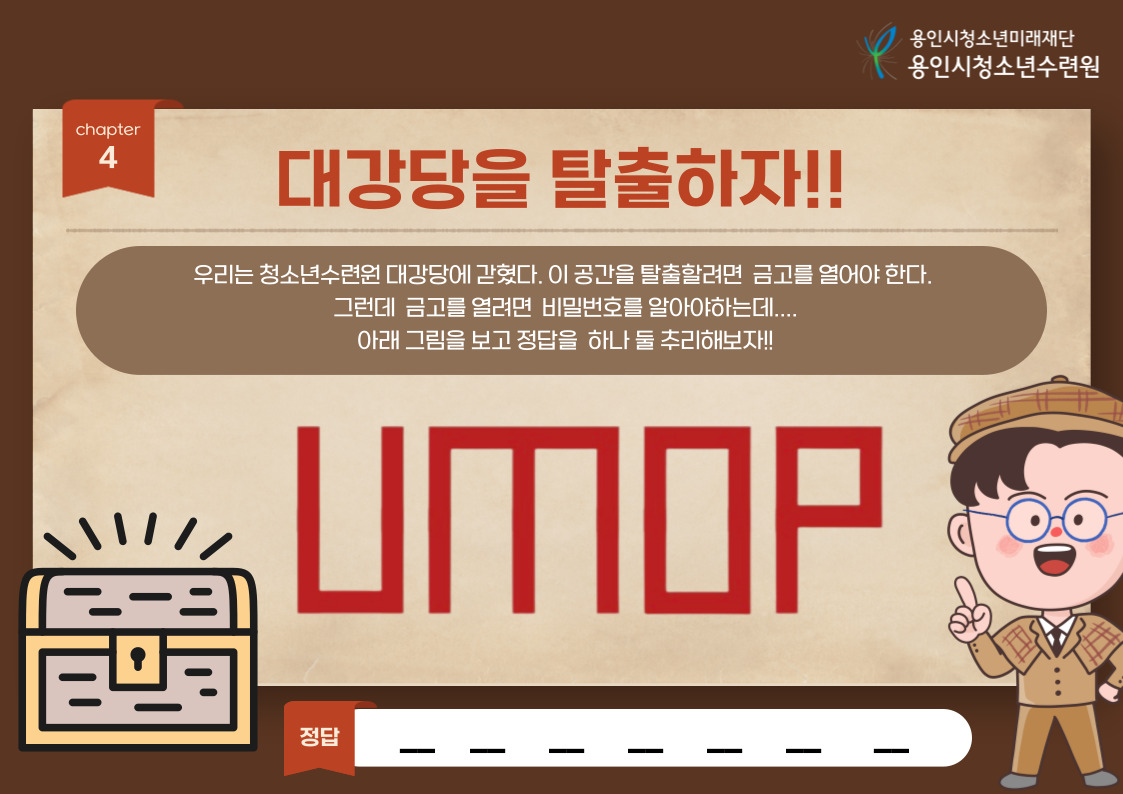 용인시청소년미래재단
용인시청소년수련원
chapter
4
대강당을 탈출하자!!
우리는 청소년수련원 대강당에 갇혔다. 이 공간을 탈출할려면 금고를 열어야 한다.
그런데 금고를 열려면 비밀번호를 알아야하는데....
아래 그림을 보고 정답을 하나 둘 추리해보자!!
UMOP
정답